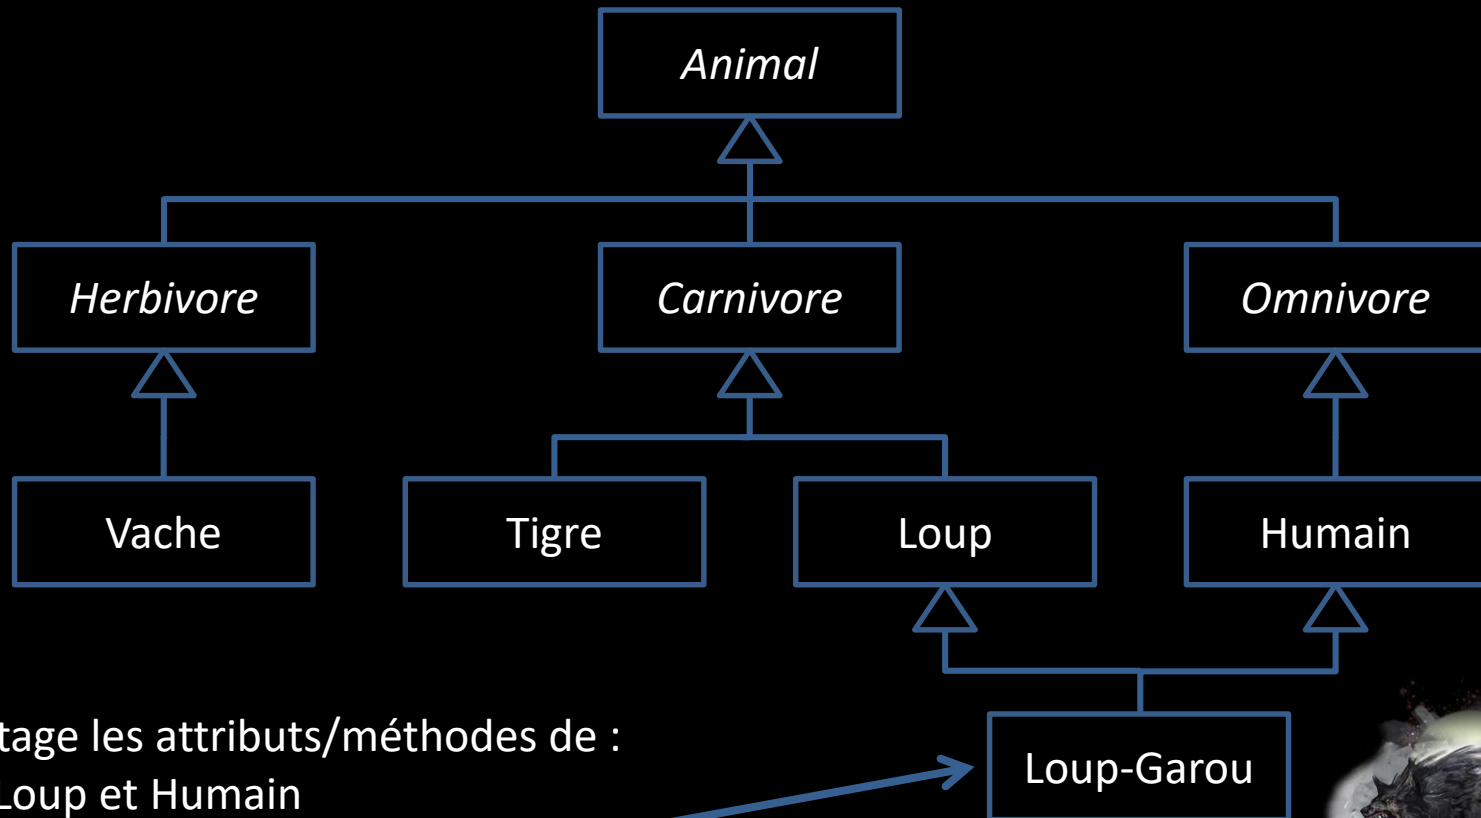 Animal
Herbivore
Carnivore
Omnivore
Vache
Tigre
Loup
Humain
tage les attributs/méthodes de :
Loup et Humain
Loup-Garou